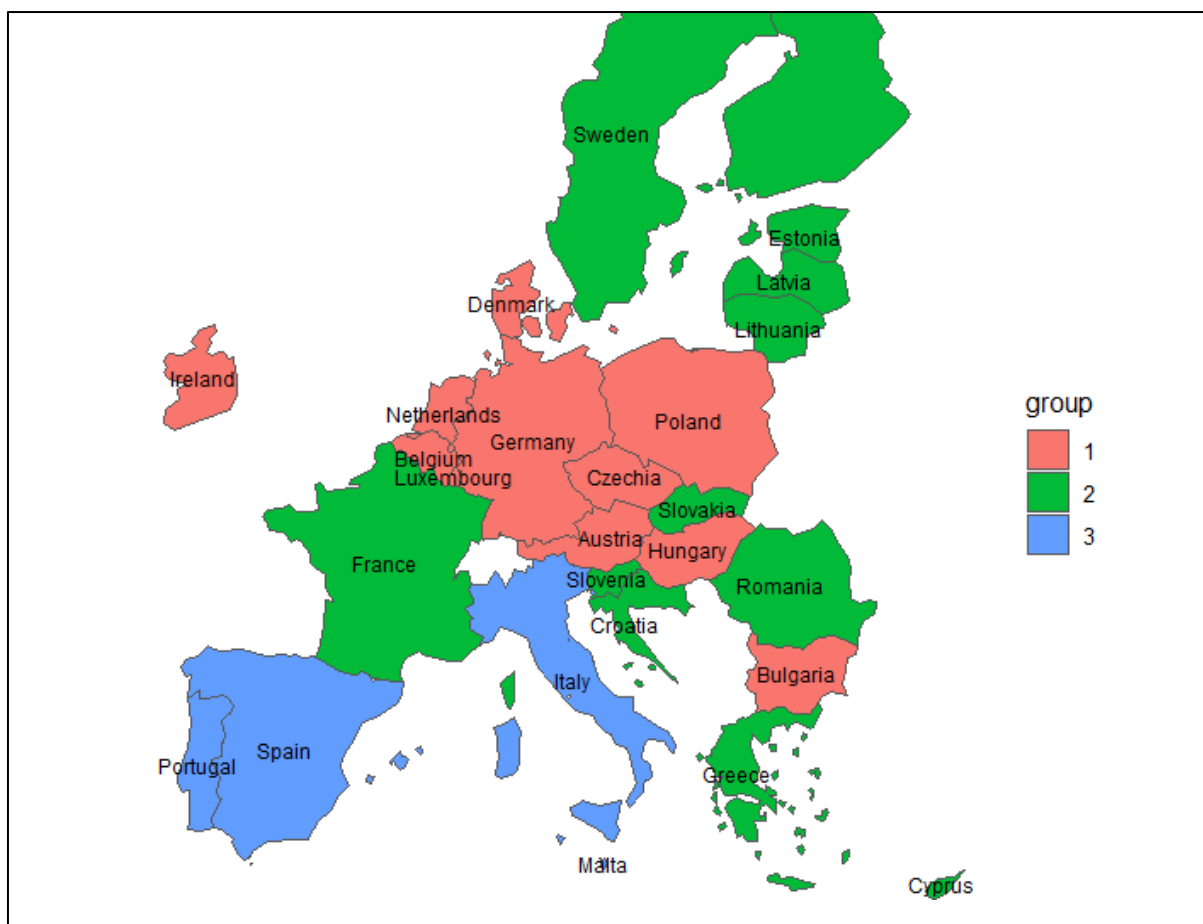 Sweden
Estonia
Latvia
Denmark
Lithuania
Ireland
Netherlands
Poland
Germany
Belgium
Czechia
Luxembourg
Slovakia
Austria
Hungary
France
Slovenia
Romania
Croatia
Bulgaria
Italy
Spain
Portugal
Greece
Malta
Cyprus
group
1
2
3